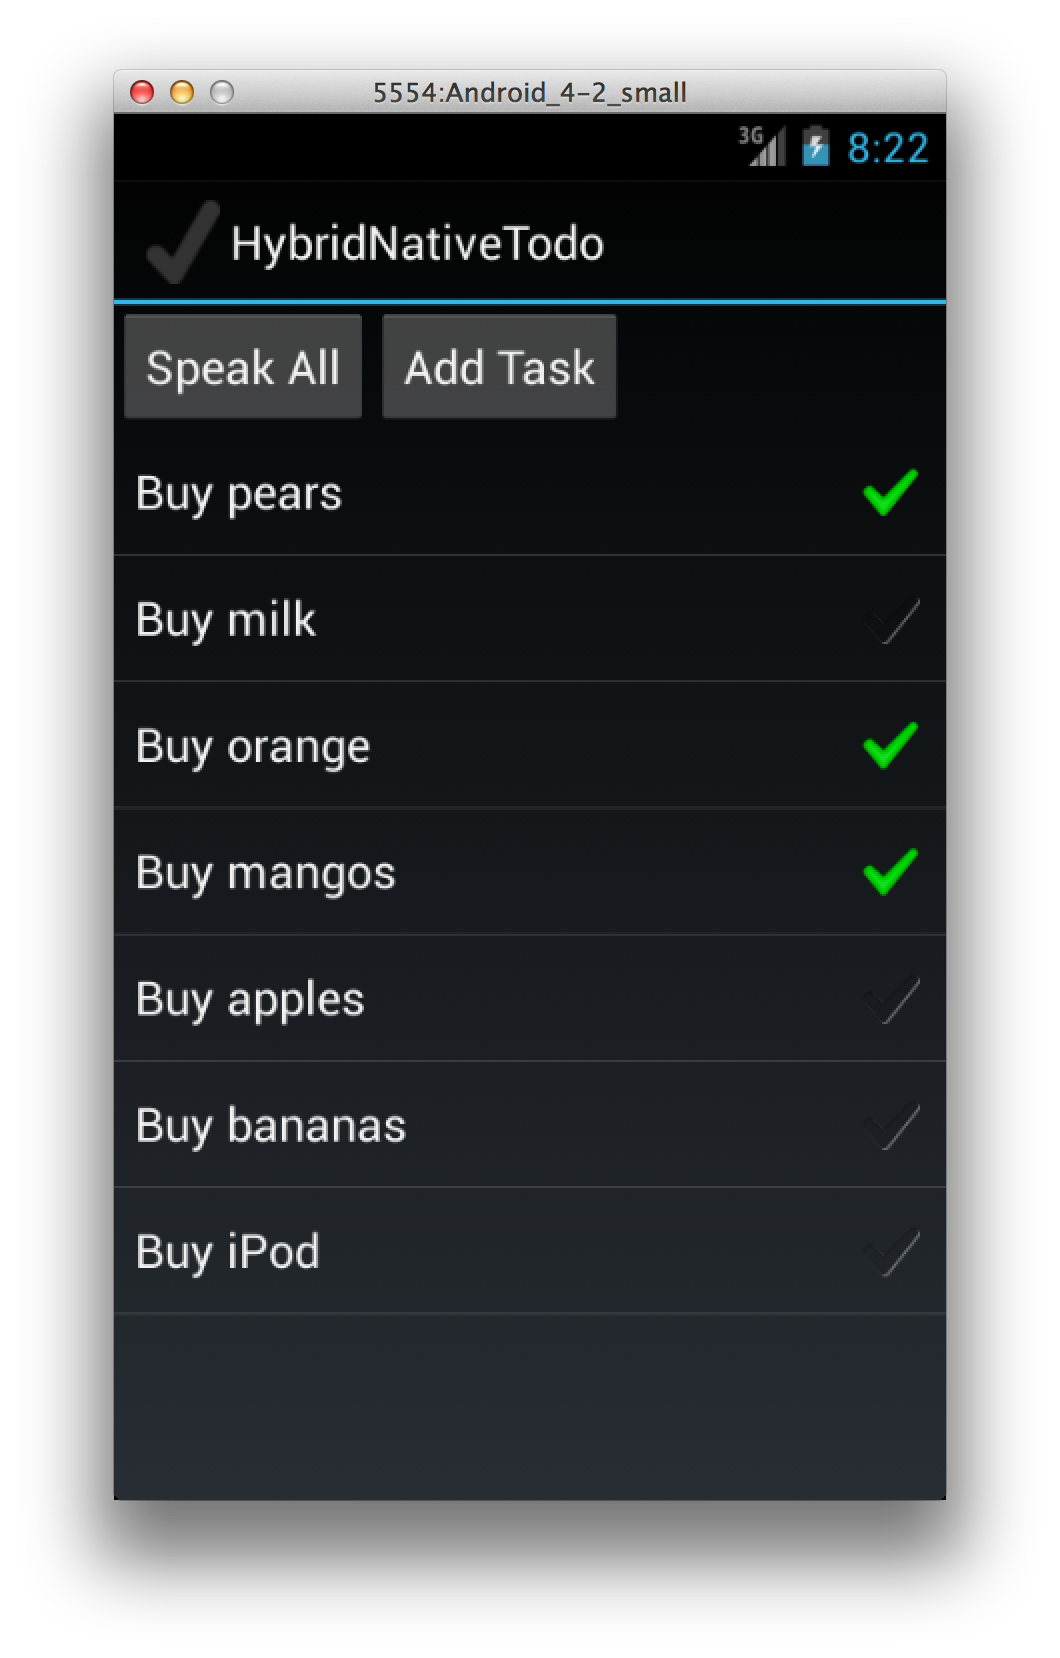 5554:Android_4-2_small
3G 8:22
HybridNativeTodo
Speak All Add Task
Buy pears
Buy milk
Buy orange
Buy mangos
Buy apples
Buy bananas
Buy iPod